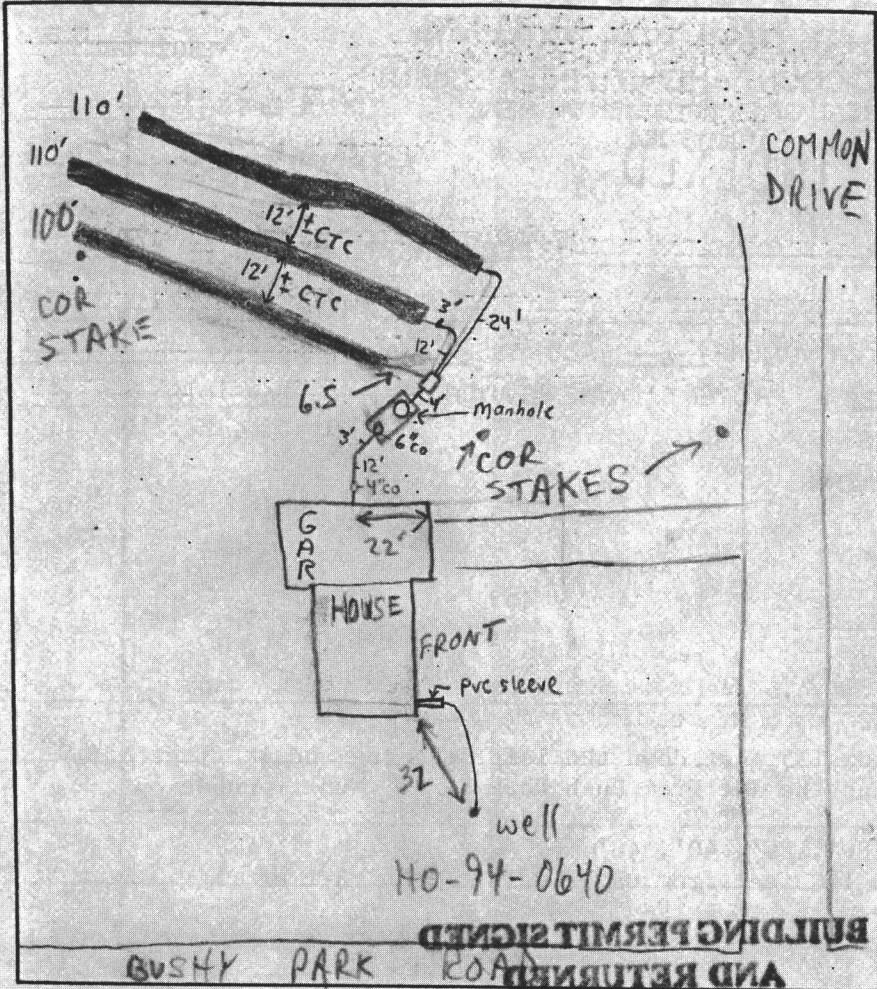 110'
110'
100'
COMMON
DRIVE
12'
± CTC
12'
± CTC
COR
STAKE
3'
24'
12'
6.5
4'
manhole
3'
6" co
COR
STAKES
12'
4" co
GAR
22'
HOUSE
FRONT
pvc sleeve
32
well
HO-94-0640
BUILDING PERMIT SIGNED
AND RETURNED
BUSHY PARK ROAD